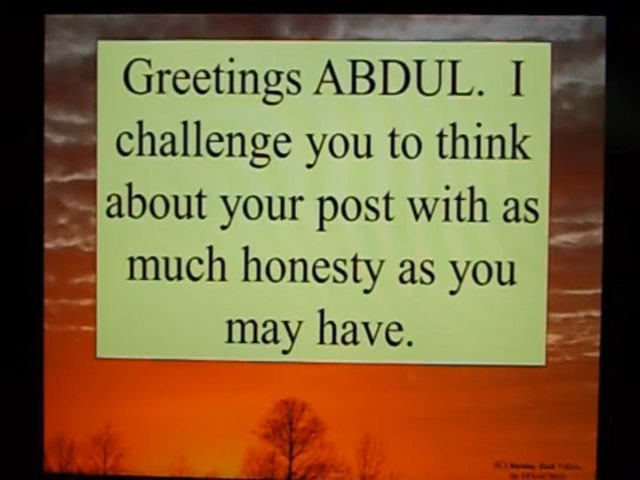 Greetings ABDUL. I
challenge you to think
about your post with as
much honesty as you
may have.